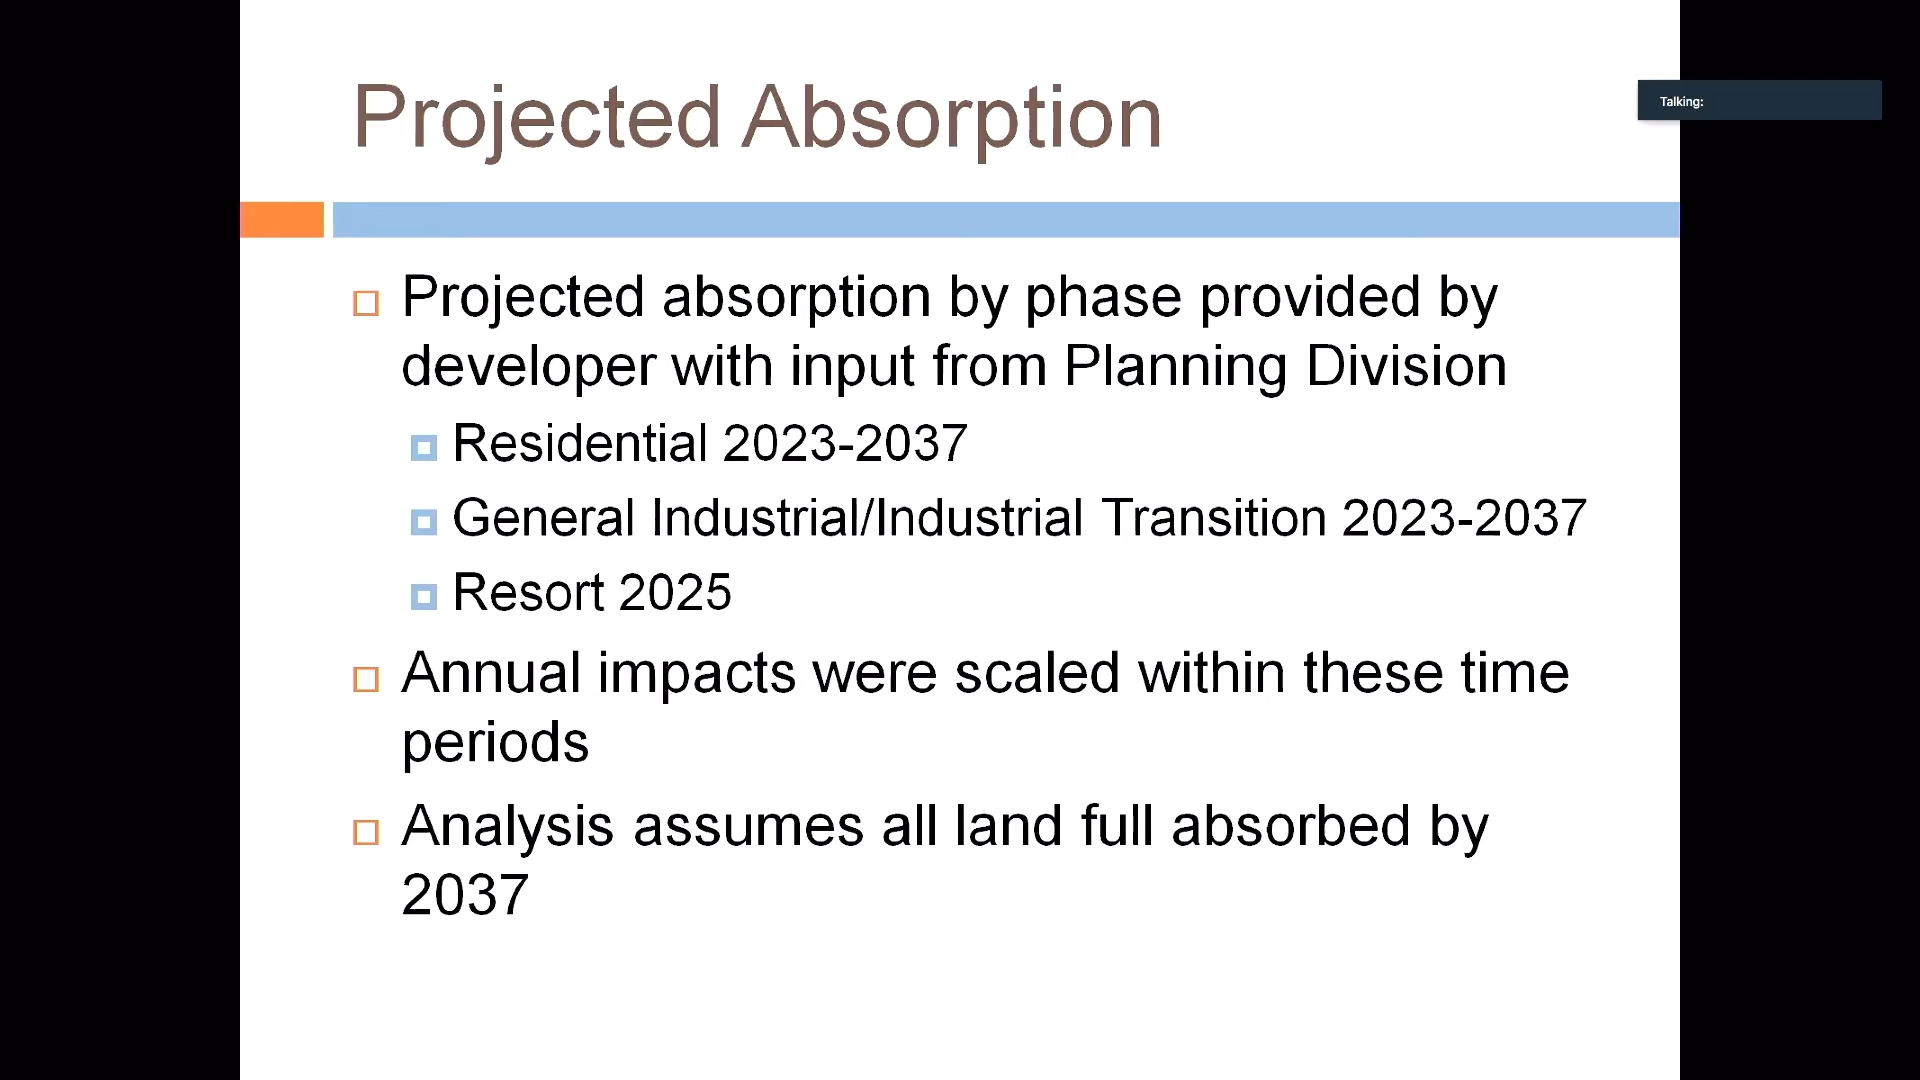 Projected Absorption
Talking:
Projected absorption by phase provided by
developer with input from Planning Division
Residential 2023-2037
General Industrial/Industrial Transition 2023-2037
Resort 2025
Annual impacts were scaled within these time
periods
Analysis assumes all land full absorbed by
2037